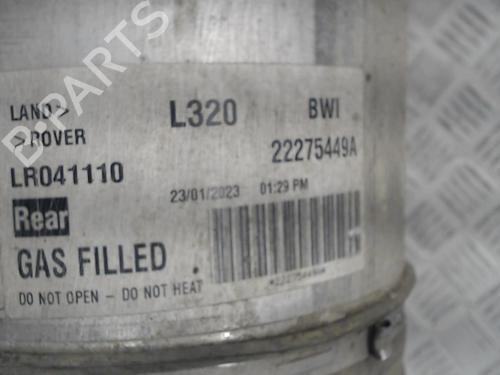 B-PARTS
LAND >
> ROVER
L320
BWI
LR041110
22275449A
23/01/2023 01:29 PM
Rear
GAS FILLED
DO NOT OPEN - DO NOT HEAT
*22275449A*